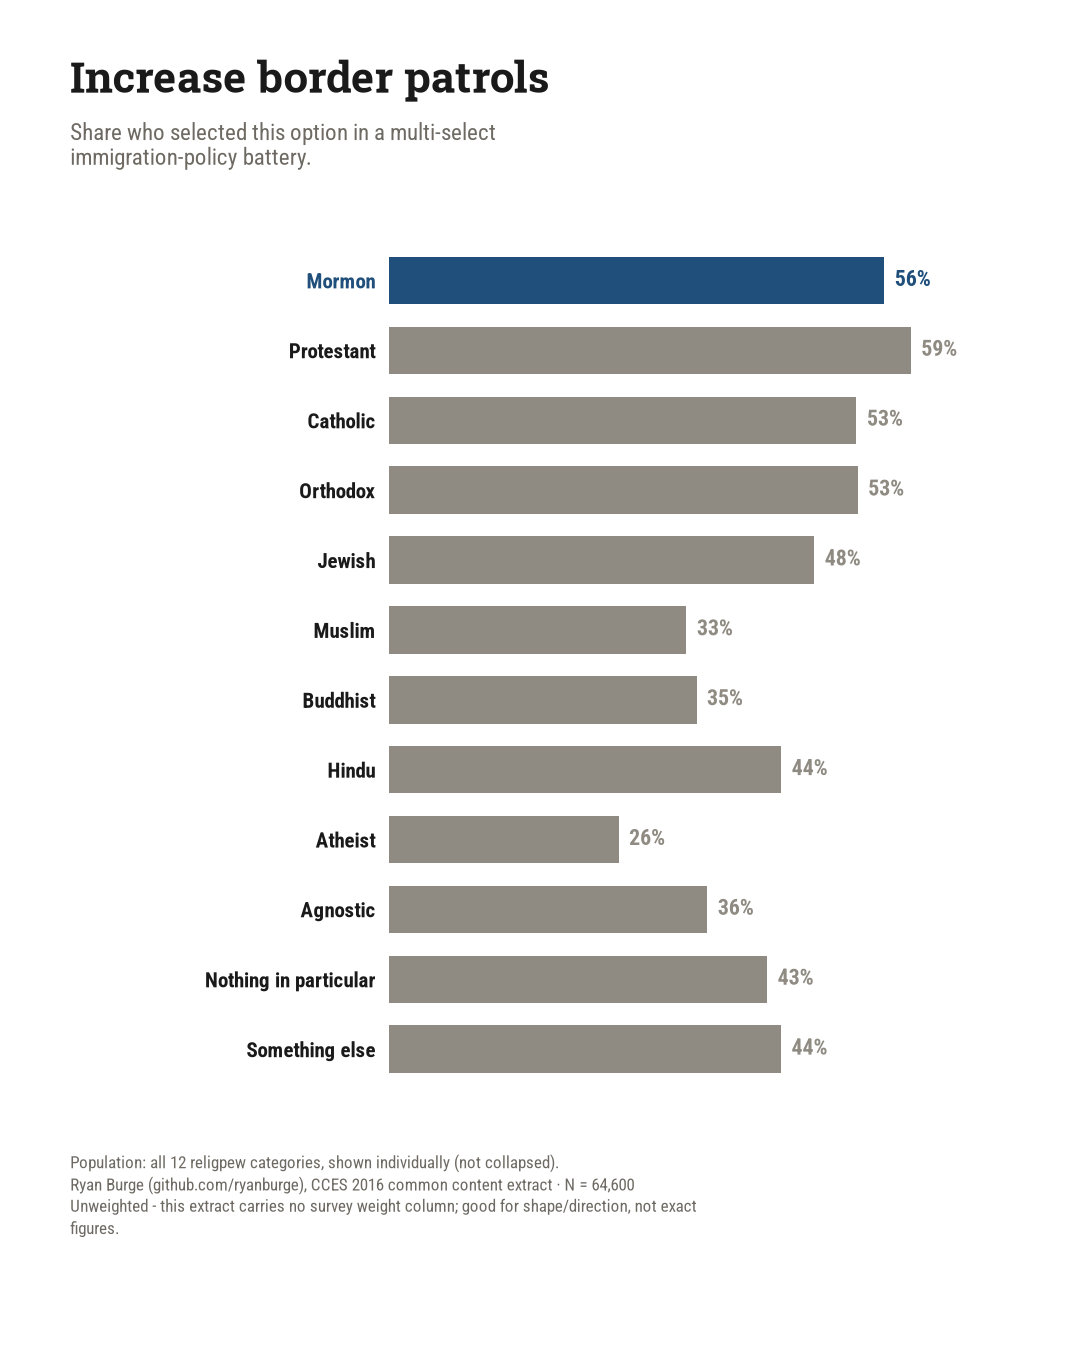 Increase border patrols
Share who selected this option in a multi-select
immigration-policy battery.
Mormon 56%
Protestant 59%
Catholic 53%
Orthodox 53%
Jewish 48%
Muslim 33%
Buddhist 35%
Hindu 44%
Atheist 26%
Agnostic 36%
Nothing in particular 43%
Something else 44%
Population: all 12 religpew categories, shown individually (not collapsed).
Ryan Burge (github.com/ryanburge), CCES 2016 common content extract · N = 64,600
Unweighted - this extract carries no survey weight column; good for shape/direction, not exact
figures.